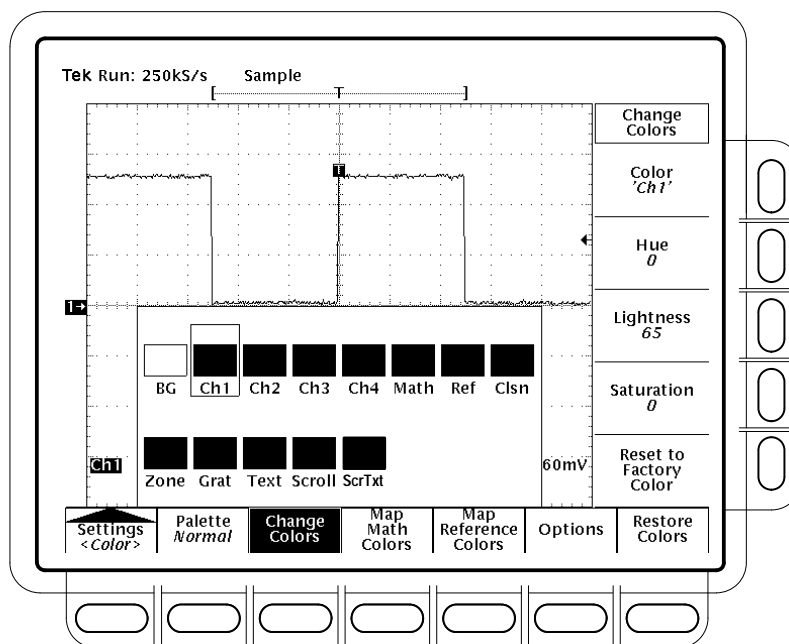 Tek Run: 250kS/s Sample
T
T
1→
Change
Colors
Color
'Ch1'
Hue
0
Lightness
65
Saturation
0
Reset to
Factory
Color
BG Ch1 Ch2 Ch3 Ch4 Math Ref Clsn
Zone Grat Text Scroll ScrTxt
Ch1
60mV
Settings
<Color>
Palette
Normal
Change
Colors
Map
Math
Colors
Map
Reference
Colors
Options
Restore
Colors